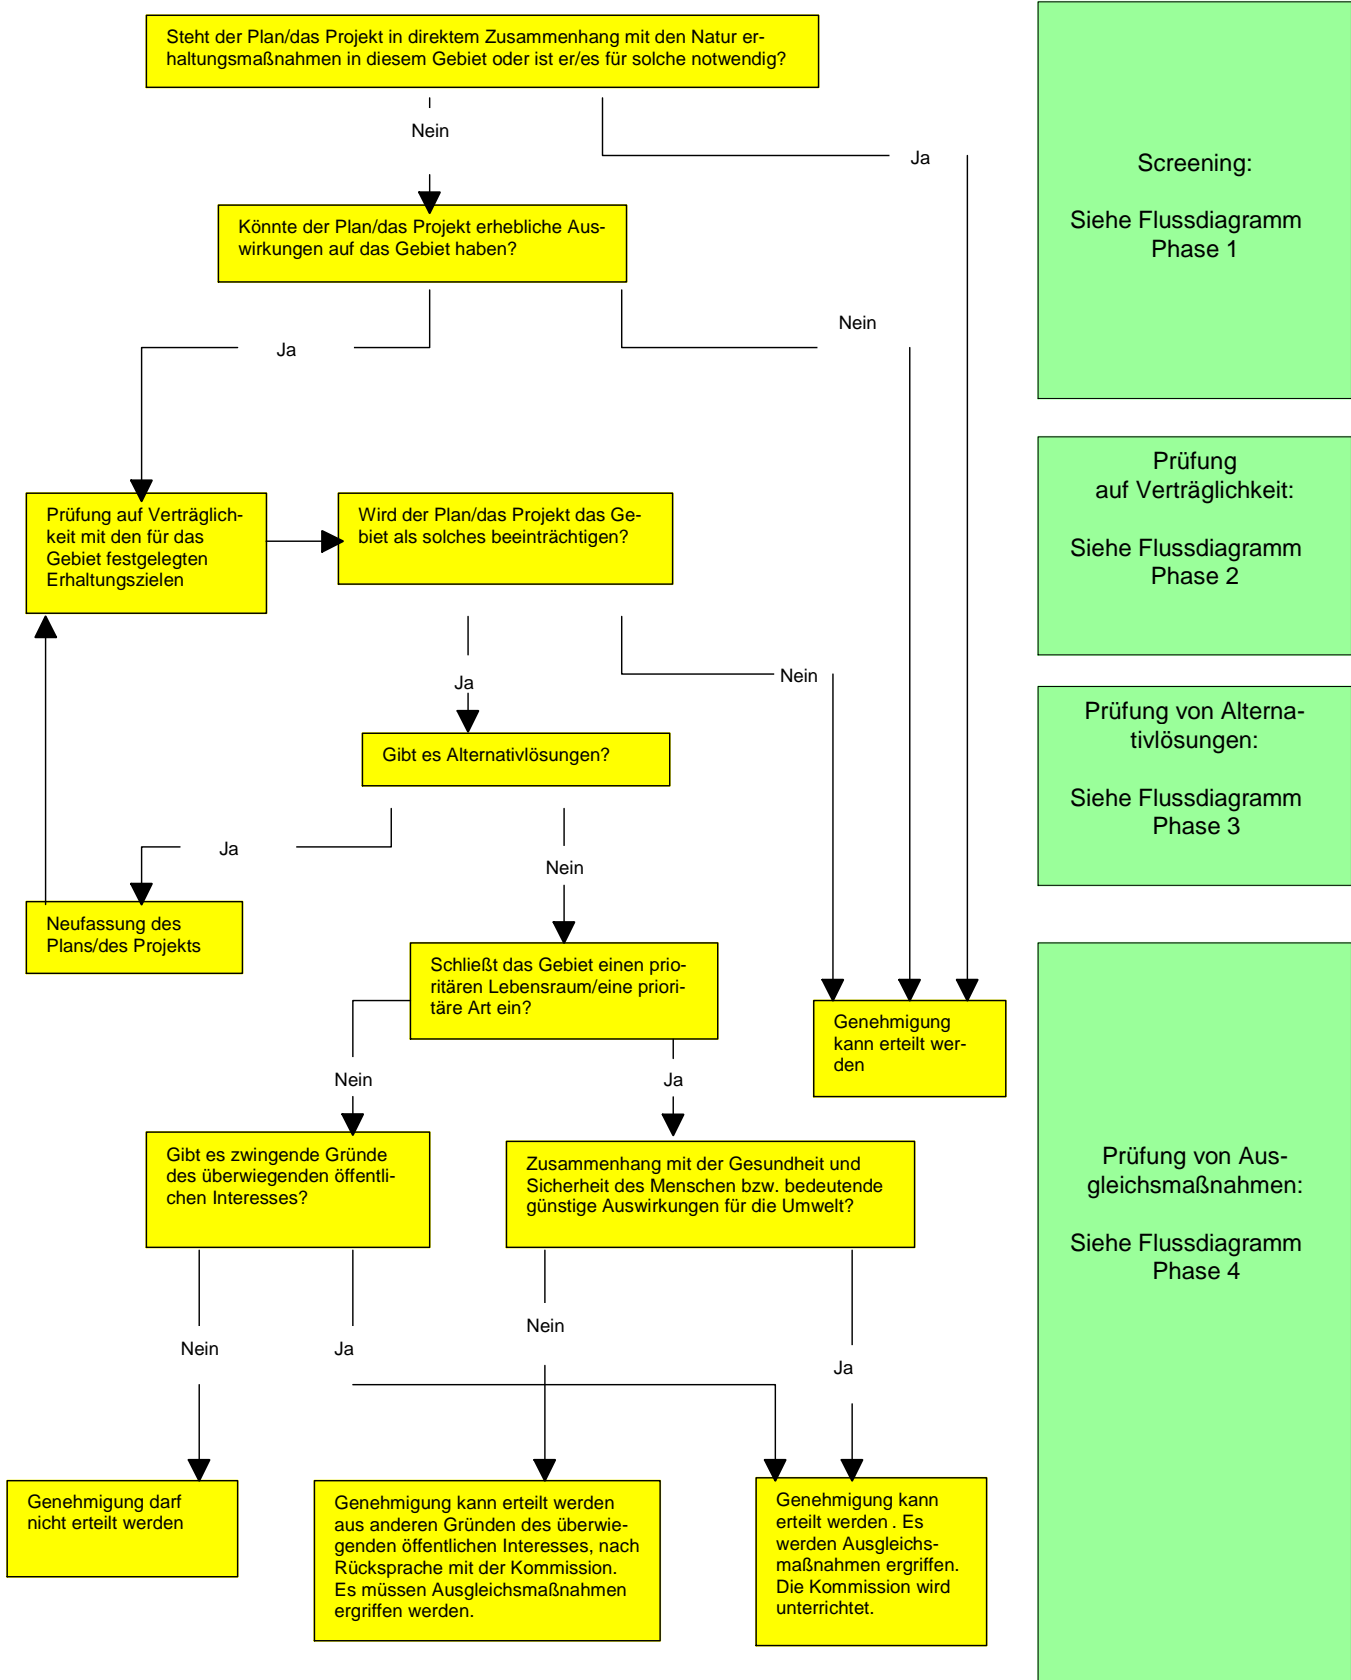 Steht der Plan/das Projekt in direktem Zusammenhang mit den Natur er-
haltungsmaßnahmen in diesem Gebiet oder ist er/es für solche notwendig?
Nein
Ja
Screening:
Siehe Flussdiagramm
Phase 1
Könnte der Plan/das Projekt erhebliche Aus-
wirkungen auf das Gebiet haben?
Ja
Nein
Prüfung auf Verträglich-
keit mit den für das
Gebiet festgelegten
Erhaltungszielen
Wird der Plan/das Projekt das Ge-
biet als solches beeinträchtigen?
Prüfung
auf Verträglichkeit:
Siehe Flussdiagramm
Phase 2
Ja
Nein
Gibt es Alternativlösungen?
Prüfung von Alterna-
tivlösungen:
Siehe Flussdiagramm
Phase 3
Ja
Nein
Neufassung des
Plans/des Projekts
Schließt das Gebiet einen prio-
ritären Lebensraum/eine priori-
täre Art ein?
Genehmigung
kann erteilt wer-
den
Nein
Ja
Gibt es zwingende Gründe
des überwiegenden öffentli-
chen Interesses?
Zusammenhang mit der Gesundheit und
Sicherheit des Menschen bzw. bedeutende
günstige Auswirkungen für die Umwelt?
Prüfung von Aus-
gleichsmaßnahmen:
Siehe Flussdiagramm
Phase 4
Nein
Ja
Nein
Ja
Genehmigung darf
nicht erteilt werden
Genehmigung kann erteilt werden
aus anderen Gründen des überwie-
genden öffentlichen Interesses, nach
Rücksprache mit der Kommission.
Es müssen Ausgleichsmaßnahmen
ergriffen werden.
Genehmigung kann
erteilt werden . Es
werden Ausgleichs-
maßnahmen ergriffen.
Die Kommission wird
unterrichtet.